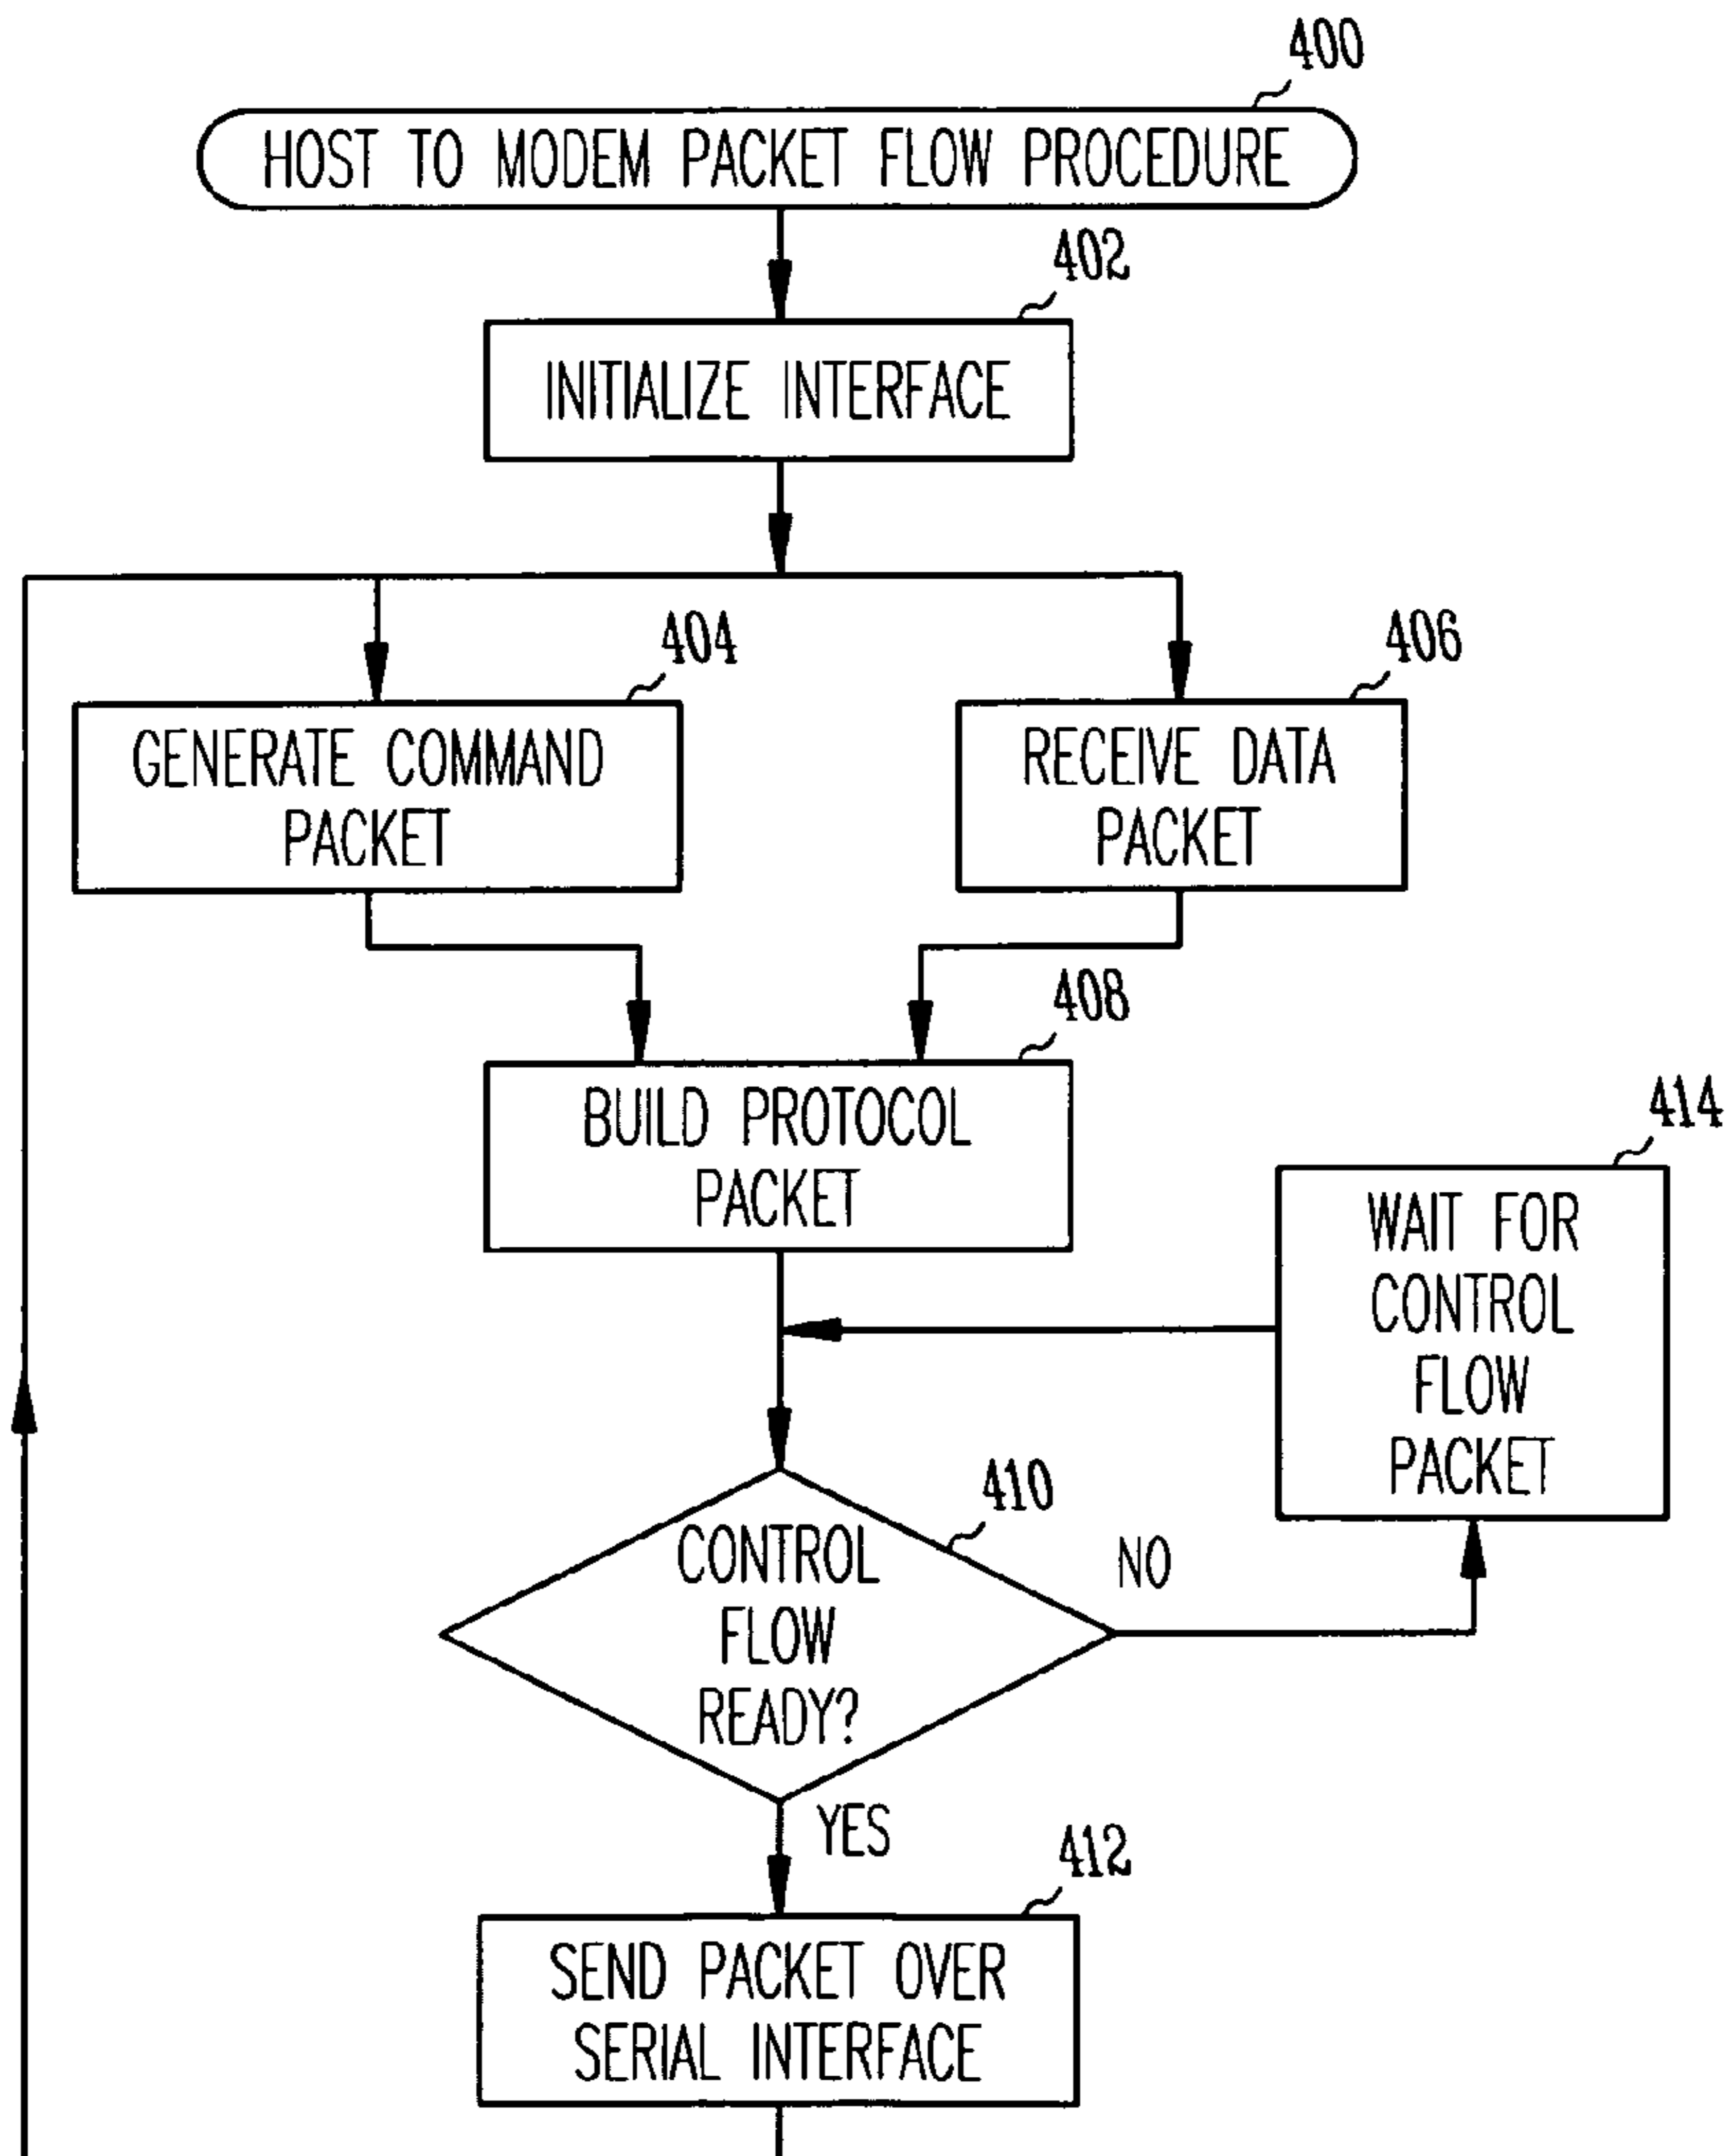 400
HOST TO MODEM PACKET FLOW PROCEDURE
402
INITIALIZE INTERFACE
404
GENERATE COMMAND
PACKET
406
RECEIVE DATA
PACKET
408
BUILD PROTOCOL
PACKET
414
WAIT FOR
CONTROL
FLOW
PACKET
410
CONTROL
FLOW
READY?
NO
YES
412
SEND PACKET OVER
SERIAL INTERFACE